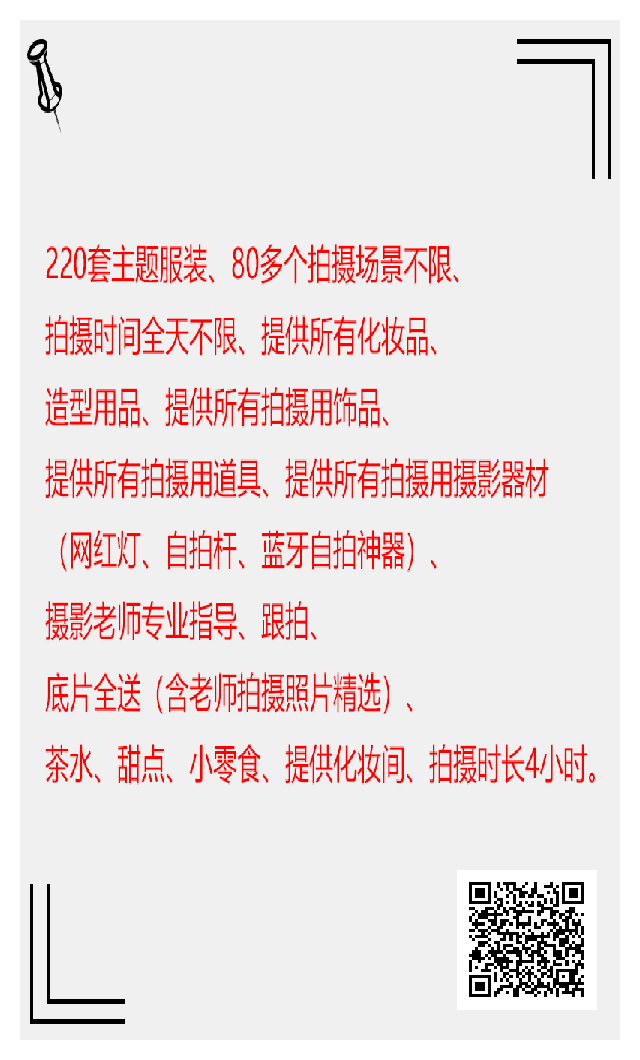 220套主题服装、80多个拍摄场景不限、
拍摄时间全天不限、提供所有化妆品、
造型用品、提供所有拍摄用饰品、
提供所有拍摄用道具、提供所有拍摄用摄影器材
（网红灯、自拍杆、蓝牙自拍神器）、
摄影老师专业指导、跟拍、
底片全送（含老师拍摄照片精选）、
茶水、甜点、小零食、提供化妆间、拍摄时长4小时。